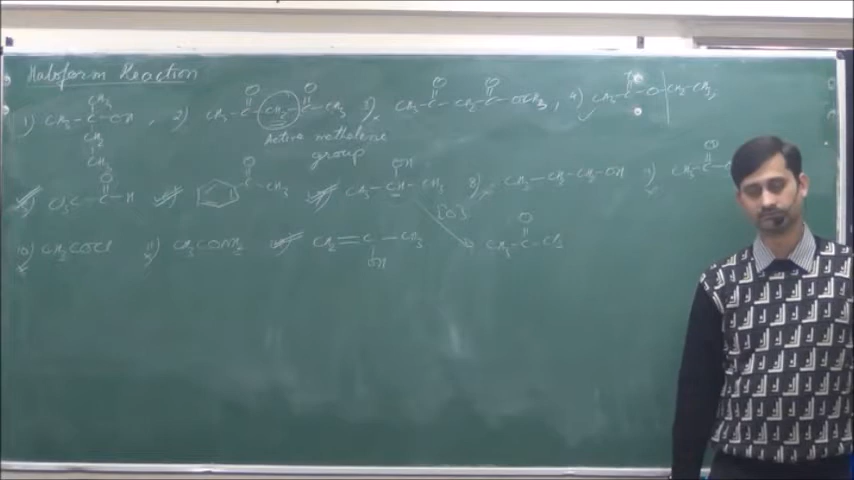 Haloform Reaction
1) CH3-C-OH, 2) CH3-C-CH2-C-CH3 3) CH3-C-CH2-C-OCH3, 4) CH3-C-O-CH2-CH3
Active methelene
group
-C-H C-CH3 CH3-CH-CH3 8) CH3-CH2-CH2-OH 9) CH3-C-
[O]
10) CH3COCl 11) CH3CONH2 CH2=C-CH3 CH3-C-CH3
OH